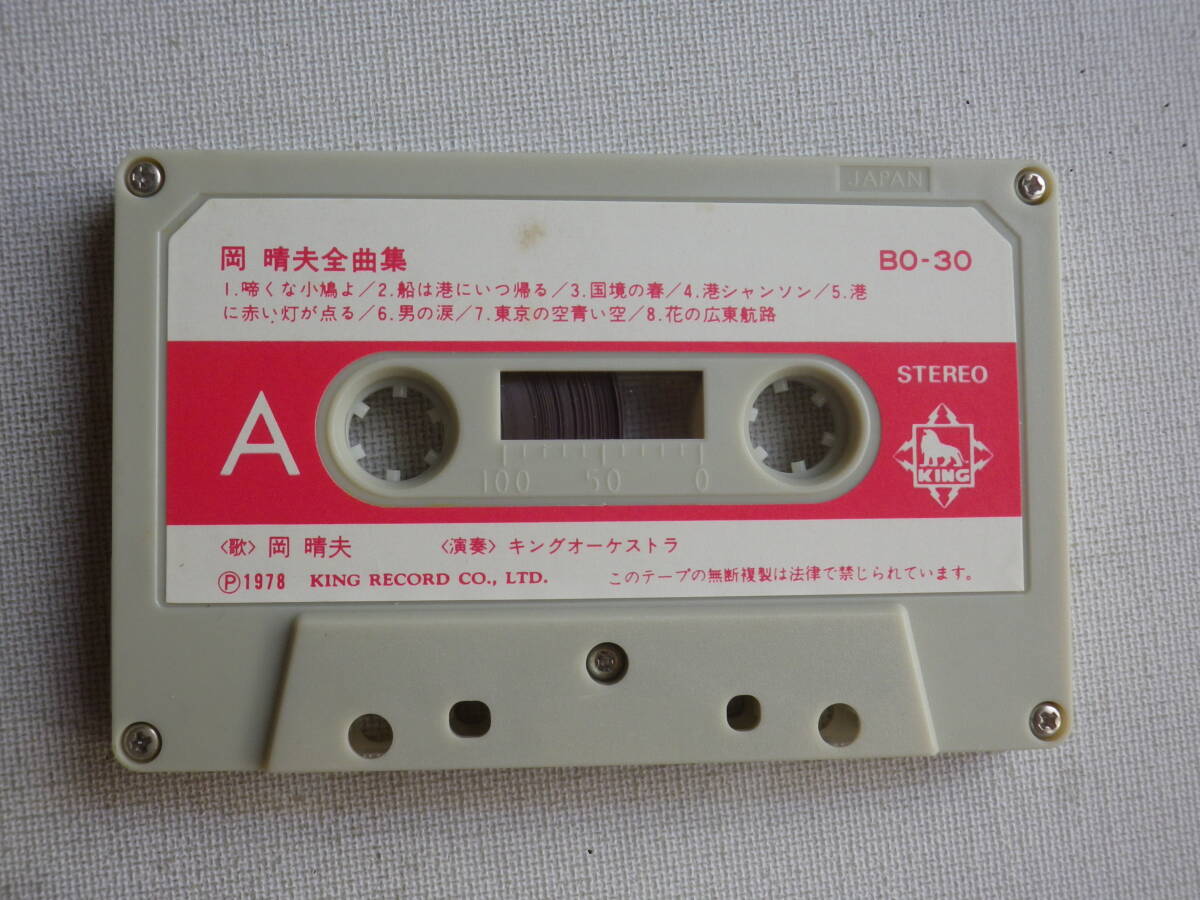 JAPAN
岡 晴夫全曲集
BO-30
1.啼くな小鳩よ/2.船は港にいつ帰る/3.国境の春/4.港シャンソン/5.港
に赤い灯が点る/6.男の涙/7.東京の空青い空/8.花の広東航路
STEREO
A
KING
100 50 0
〈歌〉岡 晴夫 〈演奏〉キングオーケストラ
Ⓟ1978 KING RECORD CO., LTD. このテープの無断複製は法律で禁じられています。